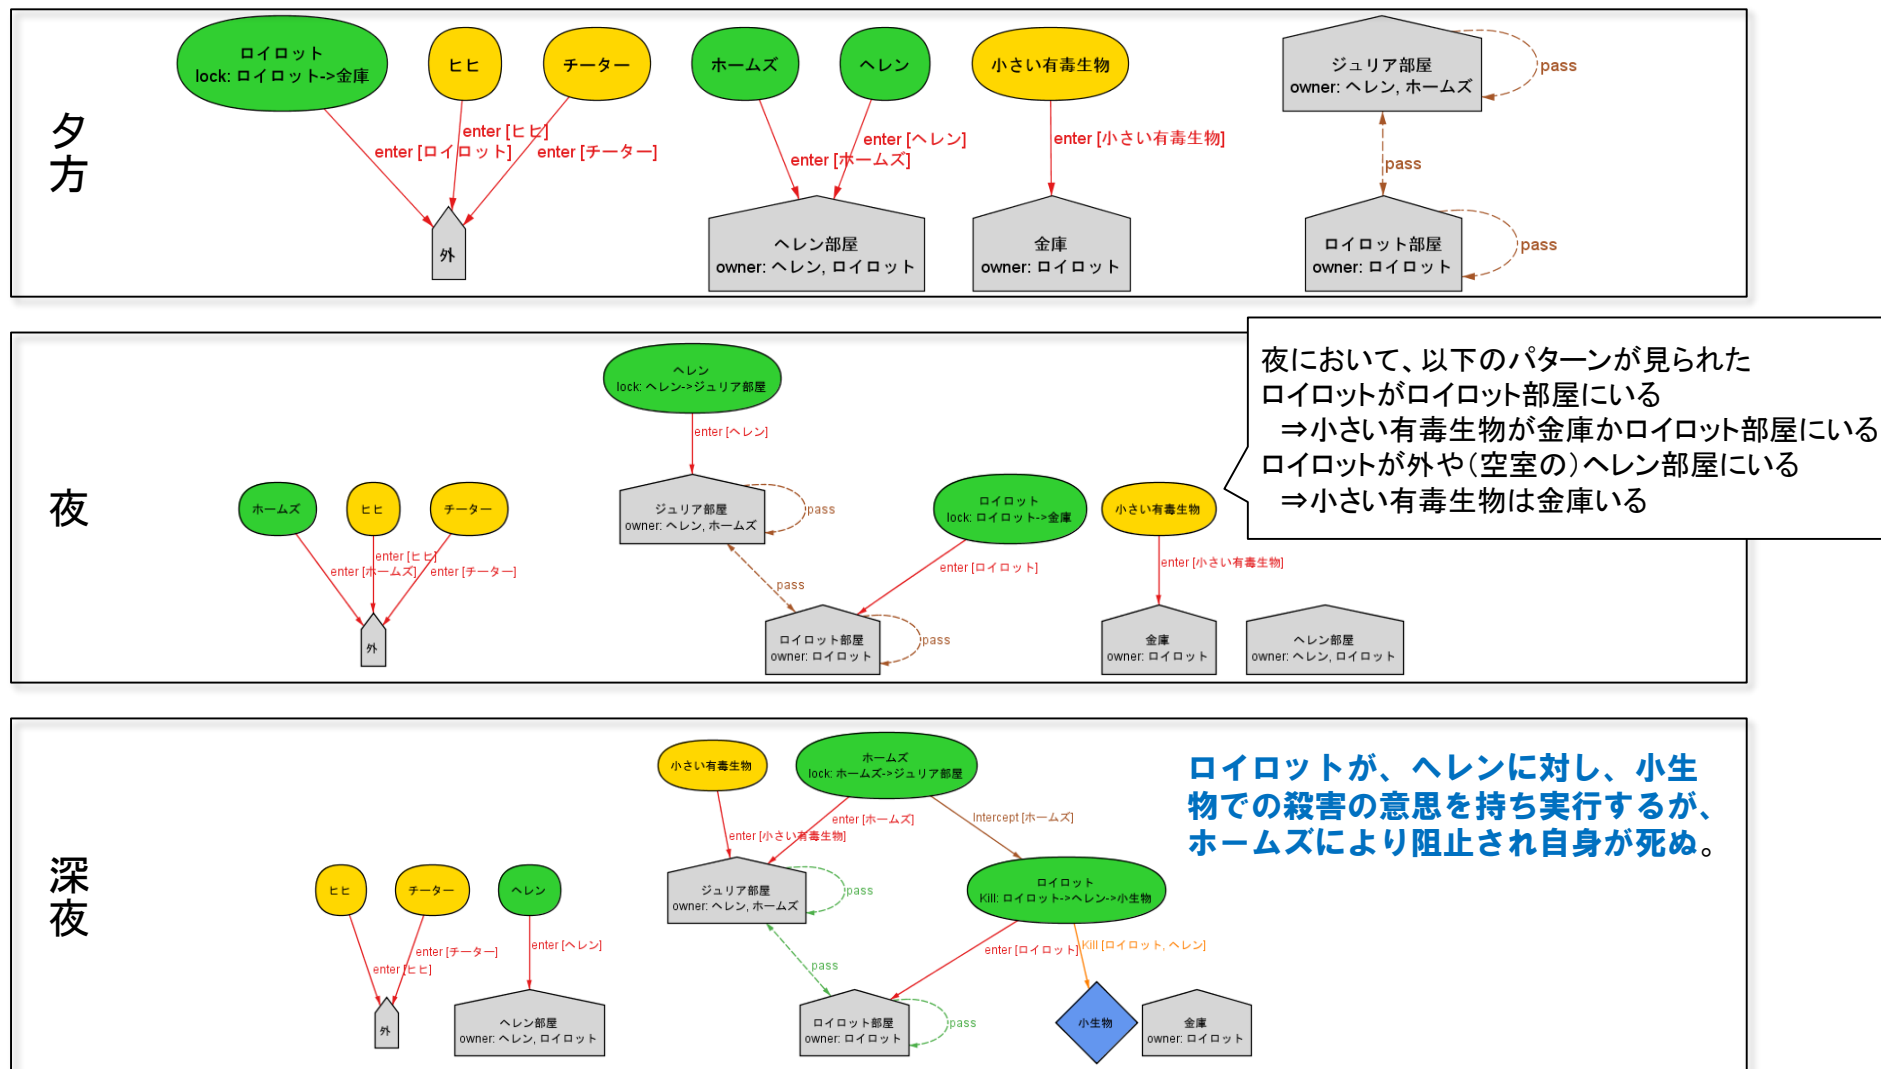 夕方
ロイロット
lock: ロイロット->金庫
ヒヒ
チーター
ホームズ
ヘレン
小さい有毒生物
ジュリア部屋
owner: ヘレン, ホームズ
pass
enter [ロイロット]
enter [ヒヒ]
enter [チーター]
enter [ホームズ]
enter [ヘレン]
enter [小さい有毒生物]
pass
外
ヘレン部屋
owner: ヘレン, ロイロット
金庫
owner: ロイロット
ロイロット部屋
owner: ロイロット
pass
夜
ヘレン
lock: ヘレン->ジュリア部屋
enter [ヘレン]
ホームズ
ヒヒ
チーター
ジュリア部屋
owner: ヘレン, ホームズ
pass
ロイロット
lock: ロイロット->金庫
小さい有毒生物
enter [ホームズ]
enter [ヒヒ]
enter [チーター]
pass
enter [ロイロット]
enter [小さい有毒生物]
外
ロイロット部屋
owner: ロイロット
pass
金庫
owner: ロイロット
ヘレン部屋
owner: ヘレン, ロイロット
夜において、以下のパターンが見られた
ロイロットがロイロット部屋にいる
⇒小さい有毒生物が金庫かロイロット部屋にいる
ロイロットが外や(空室の)ヘレン部屋にいる
⇒小さい有毒生物は金庫いる
深夜
小さい有毒生物
ホームズ
lock: ホームズ->ジュリア部屋
enter [小さい有毒生物]
enter [ホームズ]
Intercept [ホームズ]
ヒヒ
チーター
ヘレン
ジュリア部屋
owner: ヘレン, ホームズ
pass
ロイロット
Kill: ロイロット->ヘレン->小生物
enter [ヒヒ]
enter [チーター]
enter [ヘレン]
pass
enter [ロイロット]
Kill [ロイロット, ヘレン]
外
ヘレン部屋
owner: ヘレン, ロイロット
ロイロット部屋
owner: ロイロット
pass
小生物
金庫
owner: ロイロット
ロイロットが、ヘレンに対し、小生
物での殺害の意思を持ち実行するが、
ホームズにより阻止され自身が死ぬ。